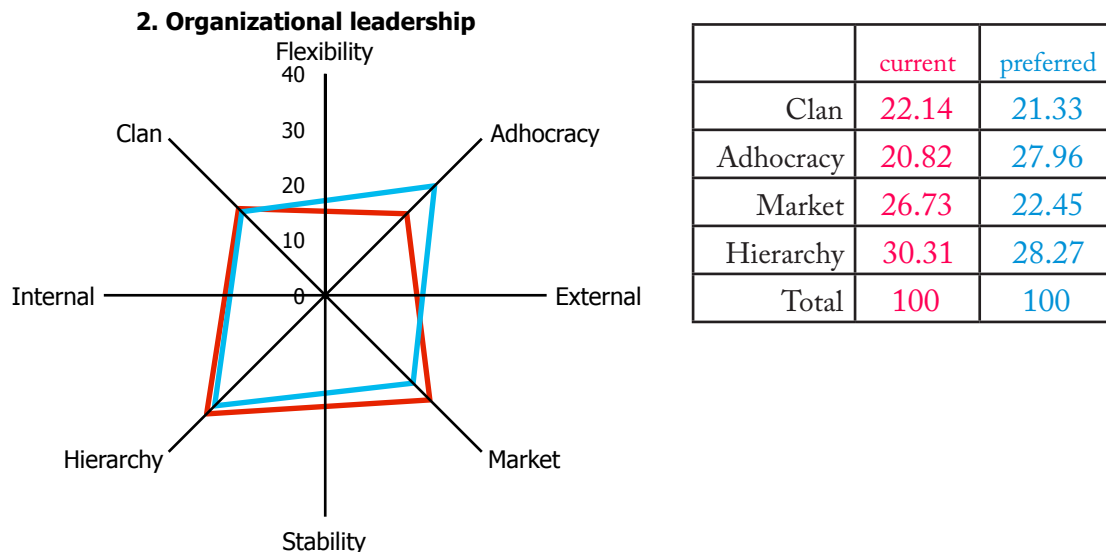 2. Organizational leadership
Flexibility
40
30
20
10
0
Clan
Adhocracy
Internal
External
Hierarchy
Market
Stability
current preferred
Clan 22.14 21.33
Adhocracy 20.82 27.96
Market 26.73 22.45
Hierarchy 30.31 28.27
Total 100 100